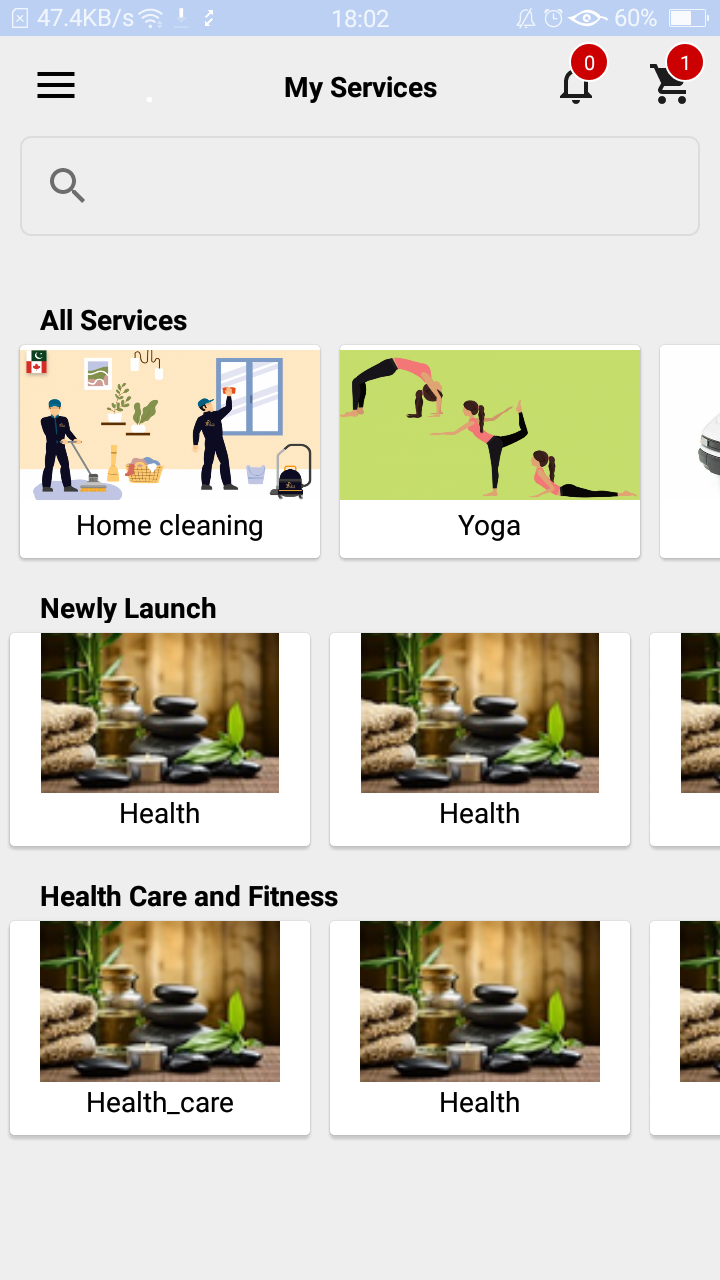 47.4KB/s 18:02 60%
My Services 0 1
All Services
Home cleaning Yoga
Newly Launch
Health Health
Health Care and Fitness
Health_care Health